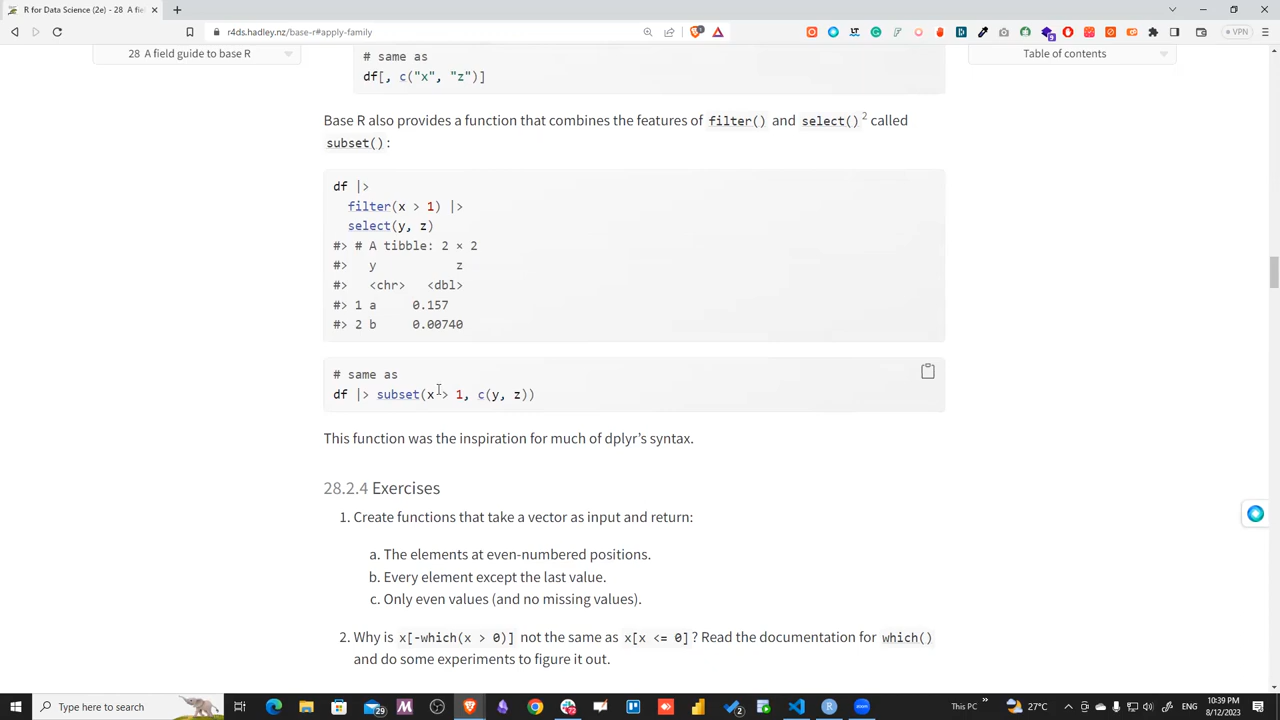 R for Data Science (2e) - 28 A fiel
r4ds.hadley.nz/base-r#apply-family
VPN
28 A field guide to base R
Table of contents
# same as
df[, c("x", "z")]
Base R also provides a function that combines the features of filter() and select()2 called
subset():
df |>
filter(x > 1) |>
select(y, z)
#> # A tibble: 2 × 2
#> y z
#> <chr> <dbl>
#> 1 a 0.157
#> 2 b 0.00740
# same as
df |> subset(x > 1, c(y, z))
This function was the inspiration for much of dplyr's syntax.
28.2.4 Exercises
1. Create functions that take a vector as input and return:
a. The elements at even-numbered positions.
b. Every element except the last value.
c. Only even values (and no missing values).
2. Why is x[-which(x > 0)] not the same as x[x <= 0]? Read the documentation for which()
and do some experiments to figure it out.
Type here to search
This PC
27°C
10:39 PM
8/12/2023